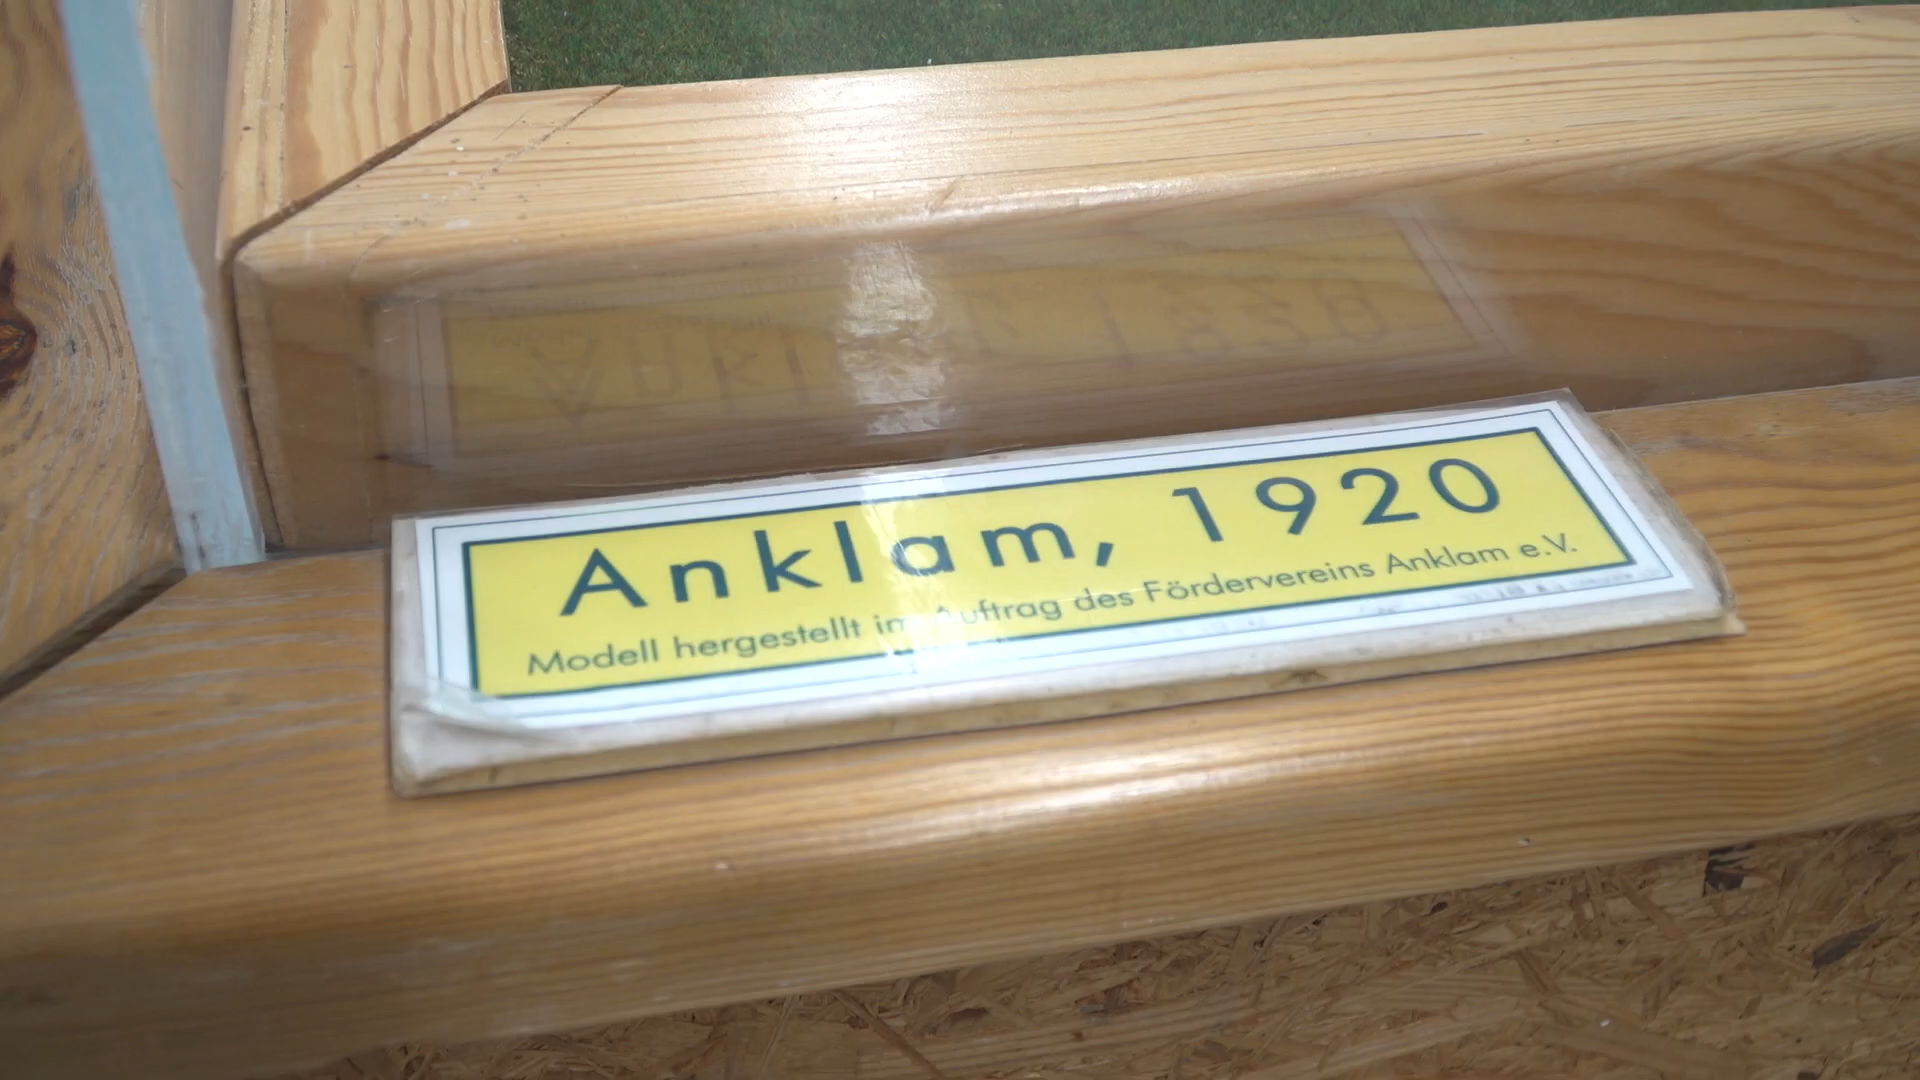 Anklam, 1920
Modell hergestellt im Auftrag des Fördervereins Anklam e.V.